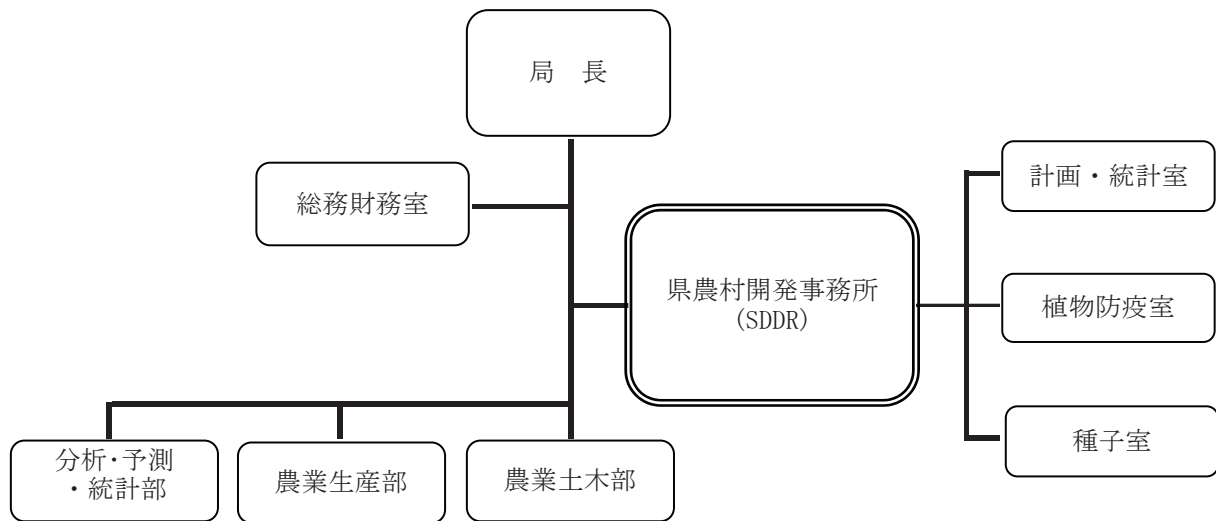 局　長
総務財務室
計画・統計室
県農村開発事務所
(SDDR)
植物防疫室
種子室
分析・予測
・統計部
農業生産部
農業土木部